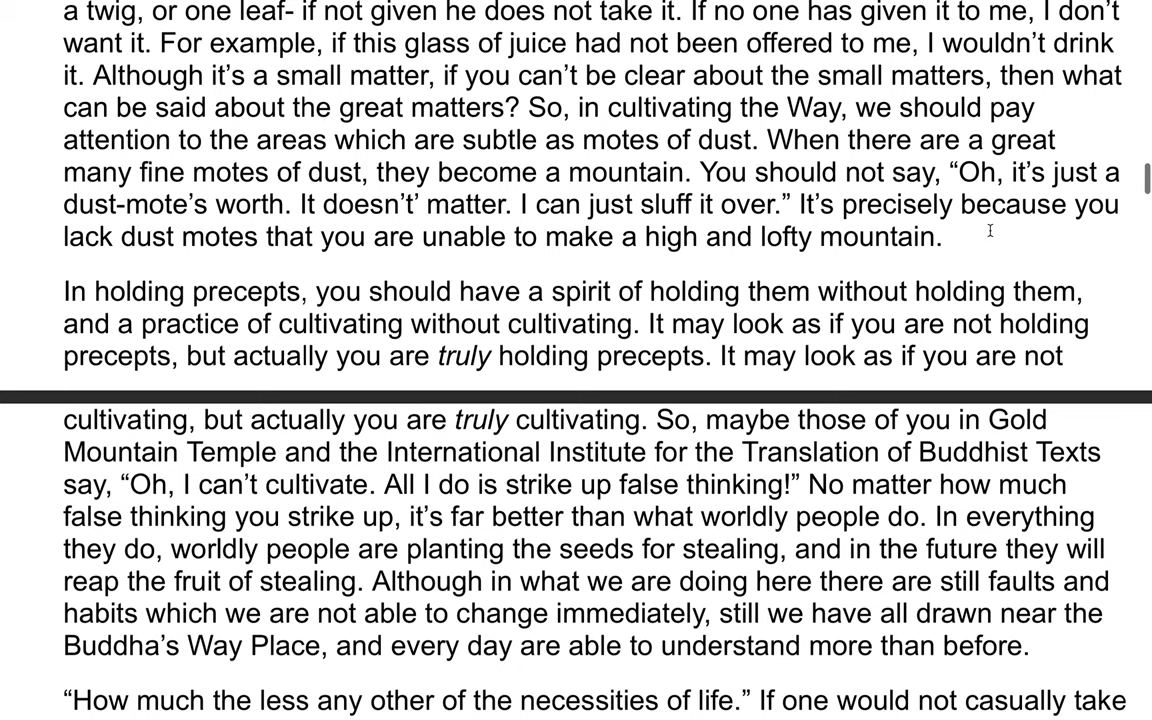 a twig, or one leaf- if not given he does not take it. If no one has given it to me, I don’t
want it. For example, if this glass of juice had not been offered to me, I wouldn’t drink
it. Although it’s a small matter, if you can’t be clear about the small matters, then what
can be said about the great matters? So, in cultivating the Way, we should pay
attention to the areas which are subtle as motes of dust. When there are a great
many fine motes of dust, they become a mountain. You should not say, “Oh, it’s just a
dust-mote’s worth. It doesn’t’ matter. I can just sluff it over.” It’s precisely because you
lack dust motes that you are unable to make a high and lofty mountain.
In holding precepts, you should have a spirit of holding them without holding them,
and a practice of cultivating without cultivating. It may look as if you are not holding
precepts, but actually you are truly holding precepts. It may look as if you are not
cultivating, but actually you are truly cultivating. So, maybe those of you in Gold
Mountain Temple and the International Institute for the Translation of Buddhist Texts
say, “Oh, I can’t cultivate. All I do is strike up false thinking!” No matter how much
false thinking you strike up, it’s far better than what worldly people do. In everything
they do, worldly people are planting the seeds for stealing, and in the future they will
reap the fruit of stealing. Although in what we are doing here there are still faults and
habits which we are not able to change immediately, still we have all drawn near the
Buddha’s Way Place, and every day are able to understand more than before.
“How much the less any other of the necessities of life.” If one would not casually take